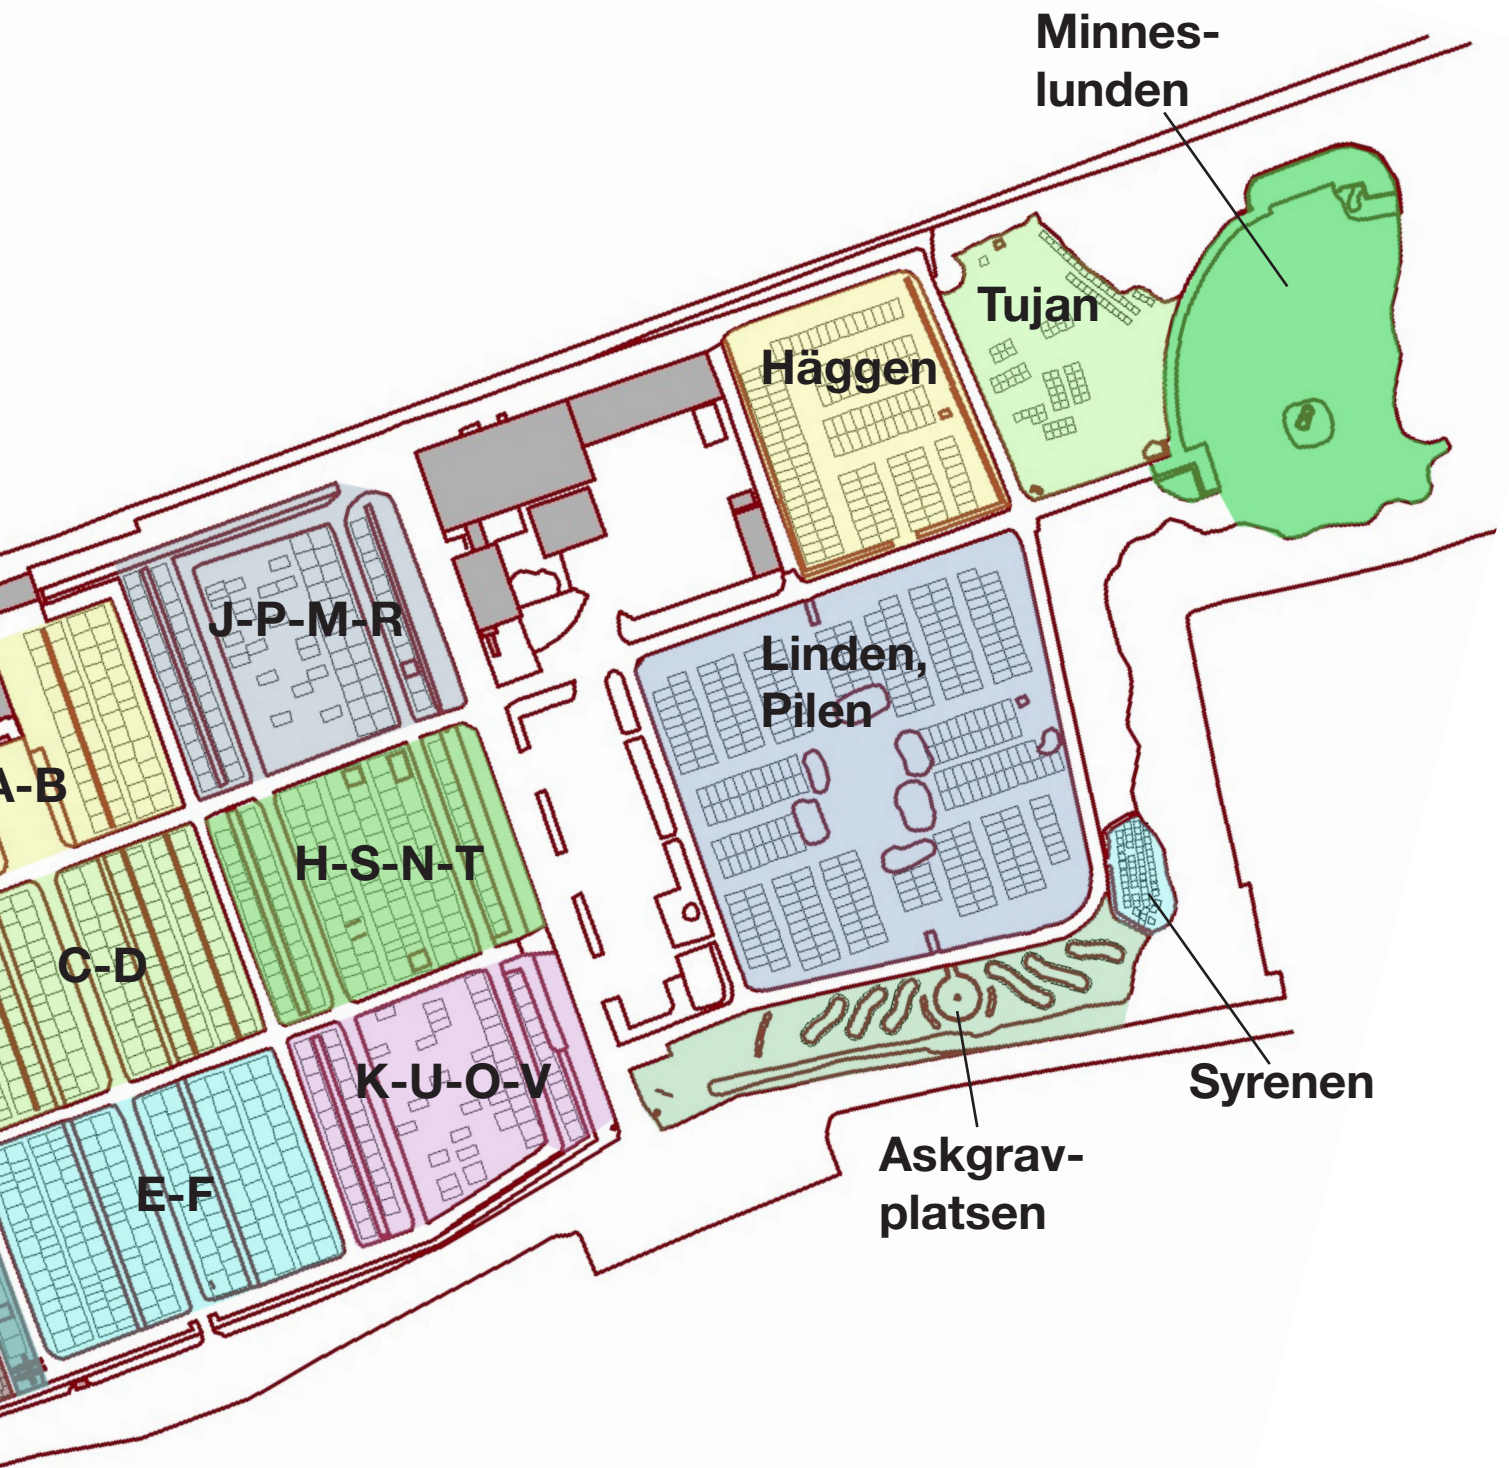 Minnes-
lunden
Tujan
Häggen
J-P-M-R
Linden,
Pilen
A-B
H-S-N-T
C-D
K-U-O-V
Syrenen
E-F
Askgrav-
platsen